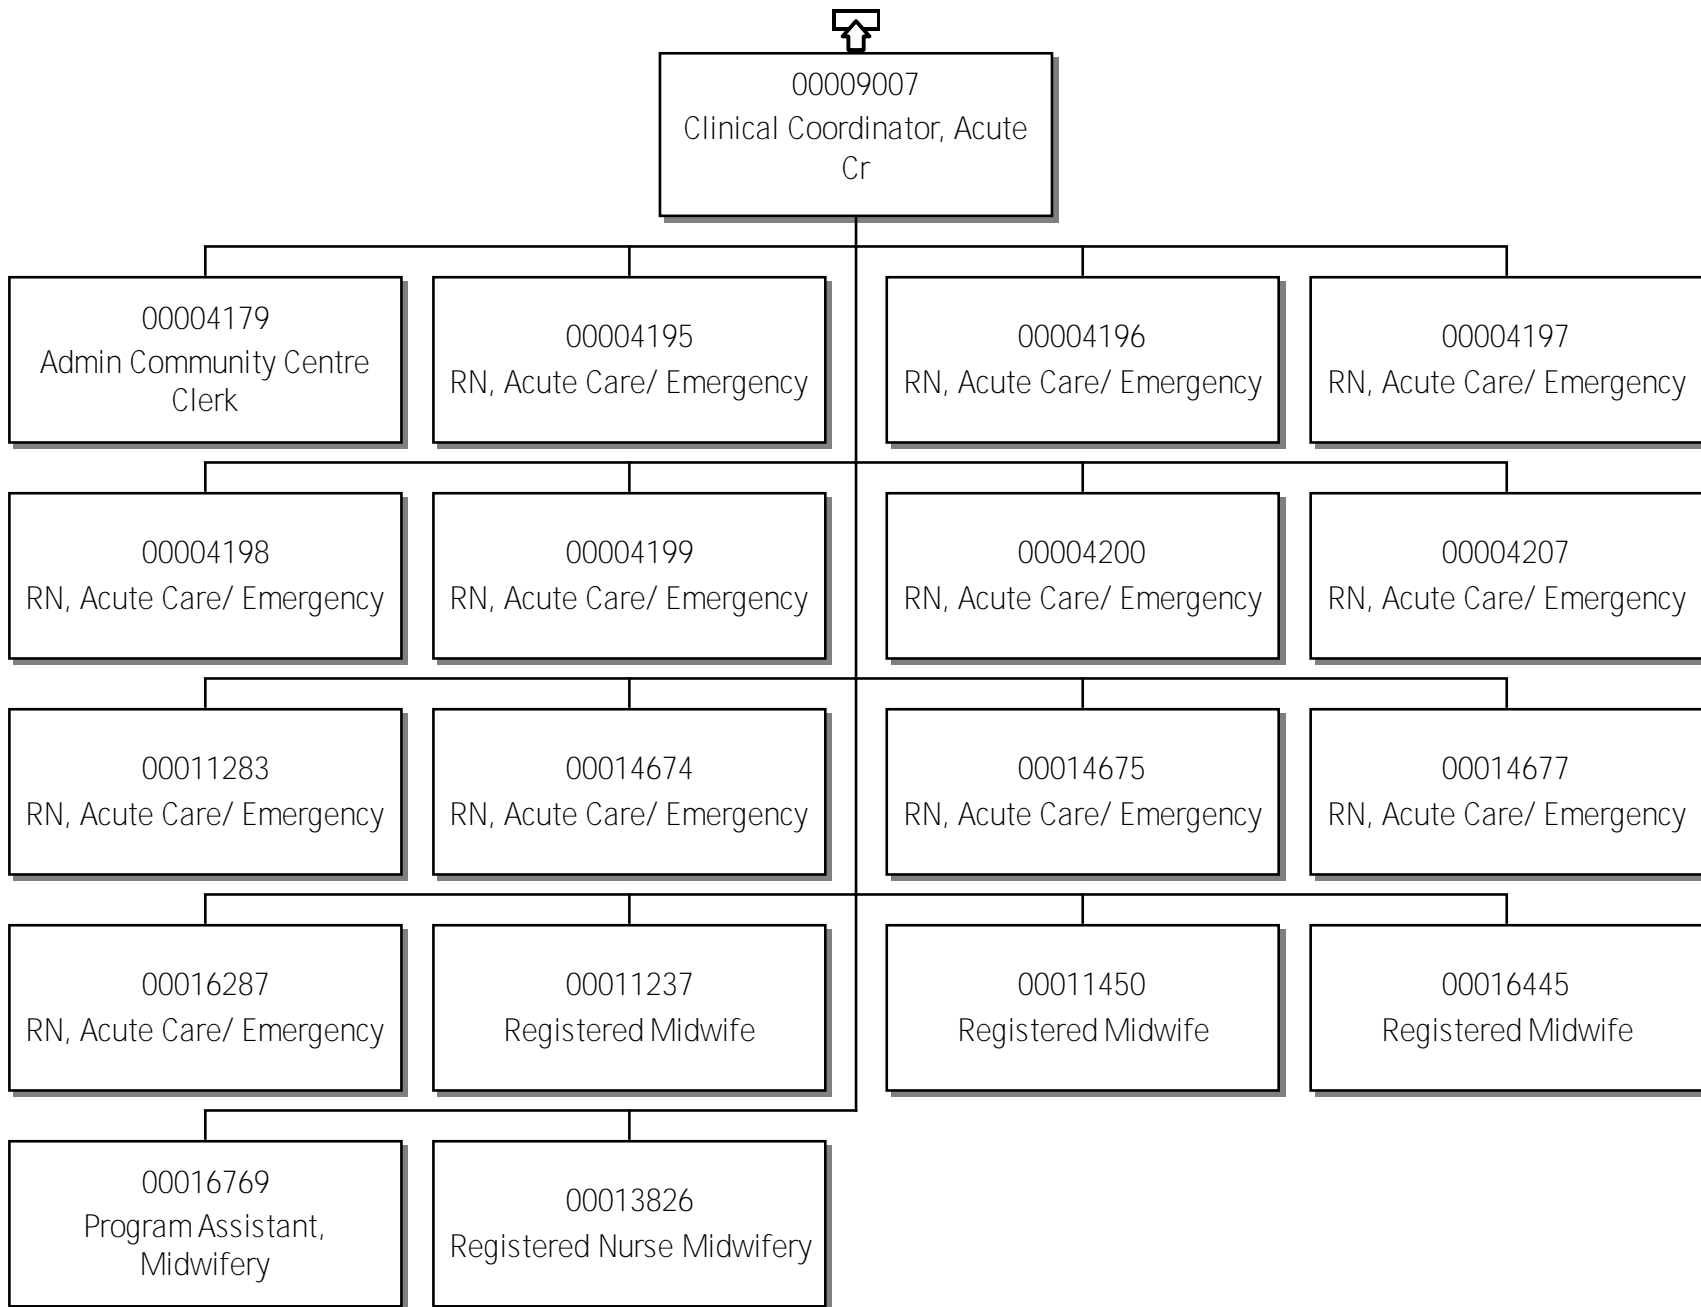 00009007
Clinical Coordinator, Acute
Cr
00004179
Admin Community Centre
Clerk
00004195
RN, Acute Care/ Emergency
00004196
RN, Acute Care/ Emergency
00004197
RN, Acute Care/ Emergency
00004198
RN, Acute Care/ Emergency
00004199
RN, Acute Care/ Emergency
00004200
RN, Acute Care/ Emergency
00004207
RN, Acute Care/ Emergency
00011283
RN, Acute Care/ Emergency
00014674
RN, Acute Care/ Emergency
00014675
RN, Acute Care/ Emergency
00014677
RN, Acute Care/ Emergency
00016287
RN, Acute Care/ Emergency
00011237
Registered Midwife
00011450
Registered Midwife
00016445
Registered Midwife
00016769
Program Assistant,
Midwifery
00013826
Registered Nurse Midwifery